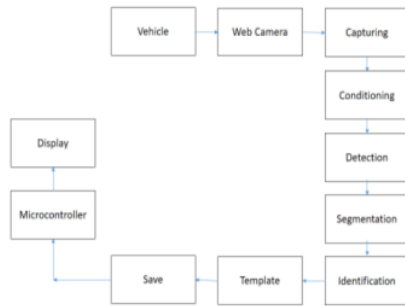 Vehicle
Web Camera
Capturing
Conditioning
Detection
Segmentation
Identification
Template
Save
Microcontroller
Display